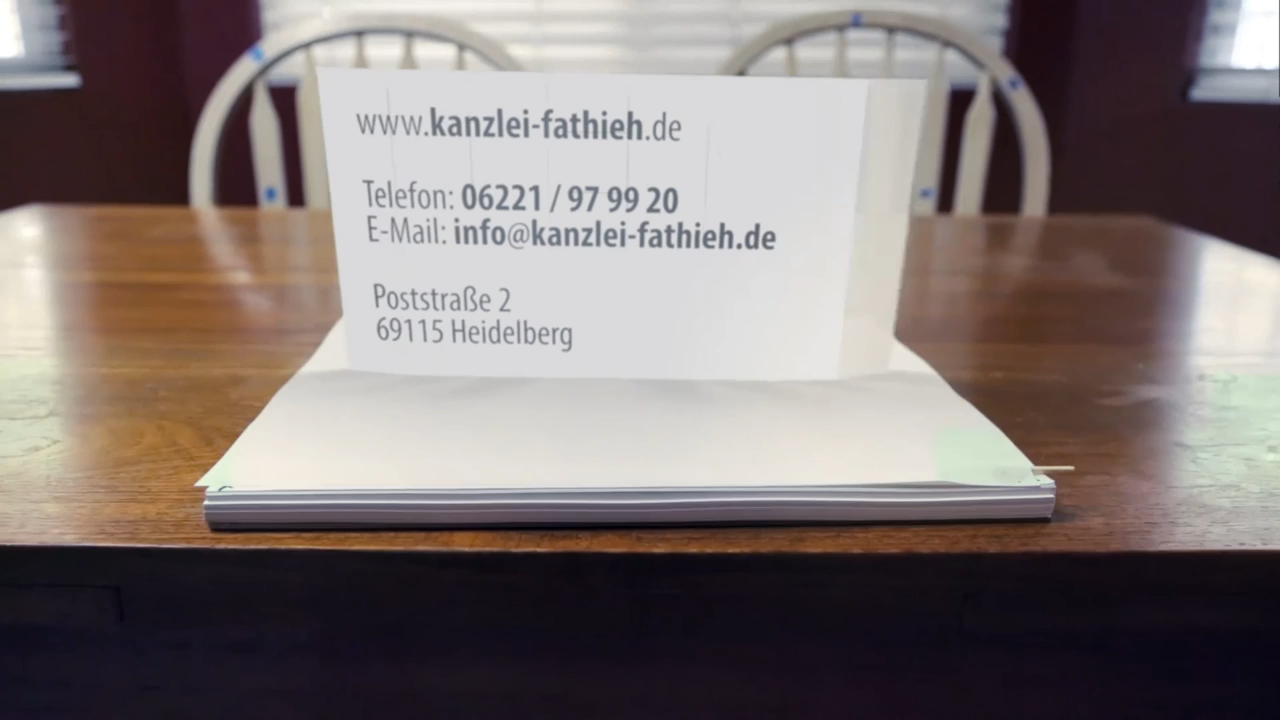 www.kanzlei-fathieh.de
Telefon: 06221 / 97 99 20
E-Mail: info@kanzlei-fathieh.de
Poststraße 2
69115 Heidelberg